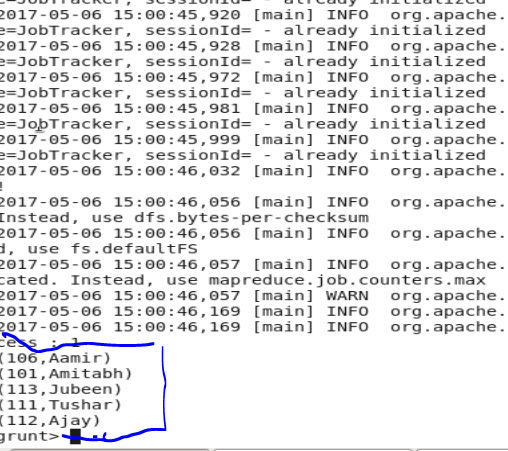 e=JobTracker, sessionId= - already initialized
2017-05-06 15:00:45,920 [main] INFO org.apache.
e=JobTracker, sessionId= - already initialized
2017-05-06 15:00:45,928 [main] INFO org.apache.
e=JobTracker, sessionId= - already initialized
2017-05-06 15:00:45,972 [main] INFO org.apache.
e=JobTracker, sessionId= - already initialized
2017-05-06 15:00:45,981 [main] INFO org.apache.
e=JobTracker, sessionId= - already initialized
2017-05-06 15:00:45,999 [main] INFO org.apache.
e=JobTracker, sessionId= - already initialized
2017-05-06 15:00:46,032 [main] INFO org.apache.
!
2017-05-06 15:00:46,056 [main] INFO org.apache.
Instead, use dfs.bytes-per-checksum
2017-05-06 15:00:46,056 [main] INFO org.apache.
d, use fs.defaultFS
2017-05-06 15:00:46,057 [main] INFO org.apache.
cated. Instead, use mapreduce.job.counters.max
2017-05-06 15:00:46,057 [main] WARN org.apache.
2017-05-06 15:00:46,169 [main] INFO org.apache.
2017-05-06 15:00:46,169 [main] INFO org.apache.
cess : 1
(106,Aamir)
(101,Amitabh)
(113,Jubeen)
(111,Tushar)
(112,Ajay)
grunt>